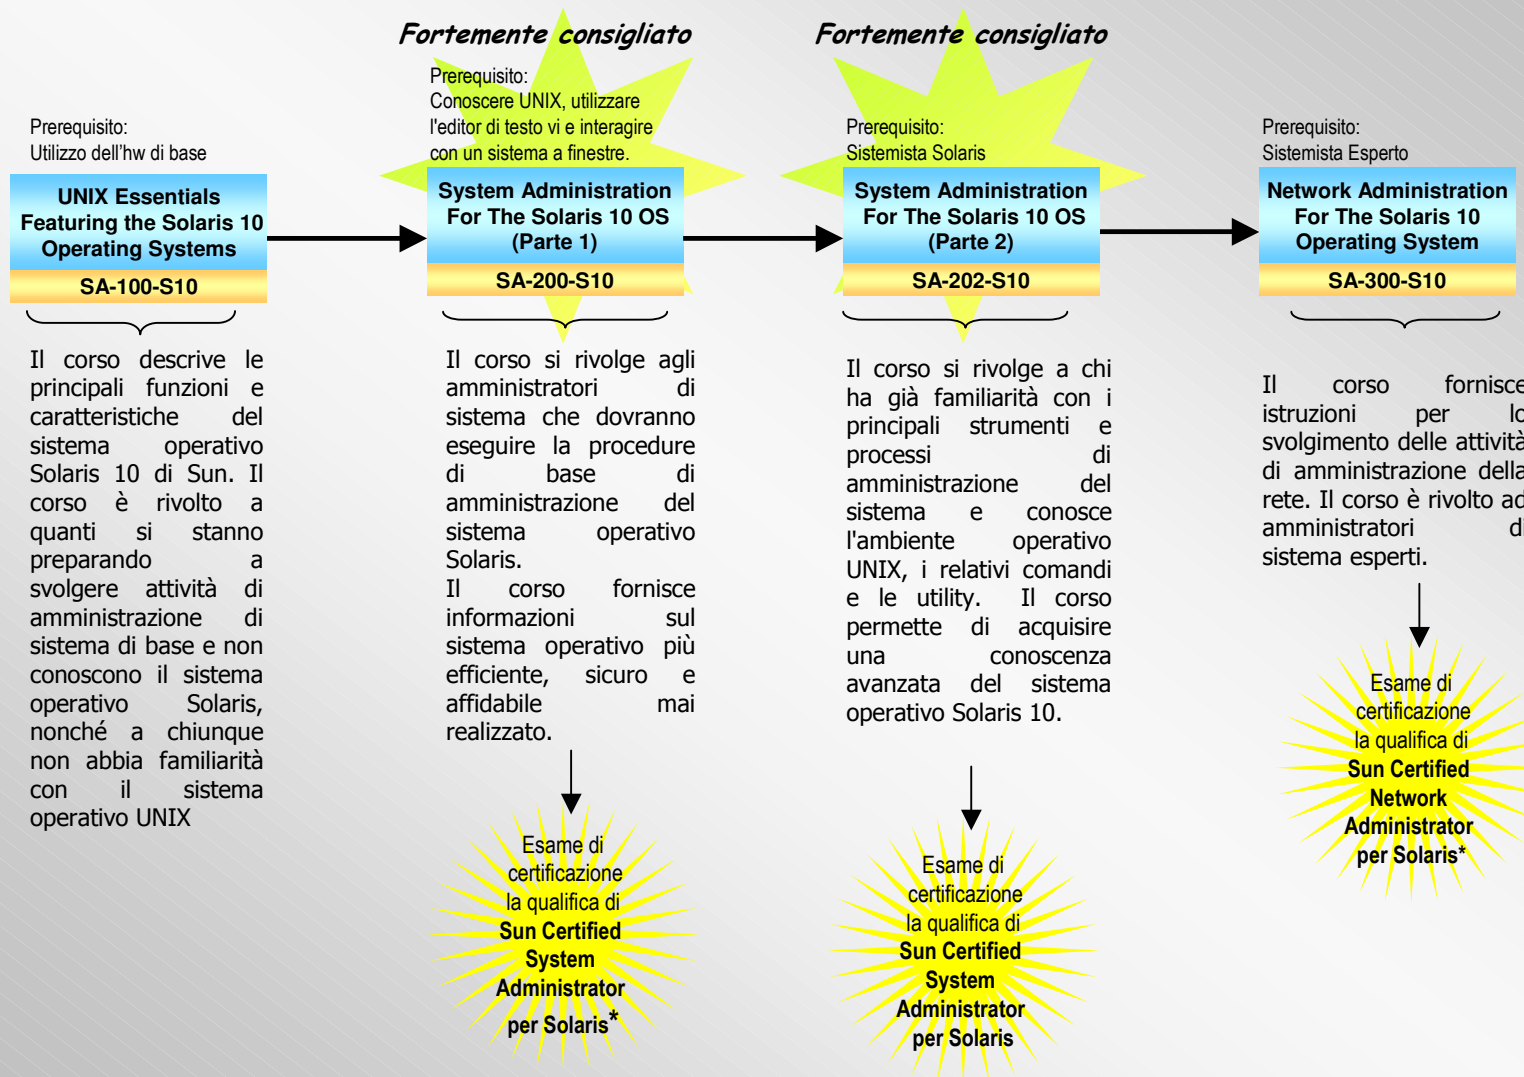 Fortemente consigliato
Prerequisito:
Utilizzo dell'hw di base
UNIX Essentials
Featuring the Solaris 10
Operating Systems
SA-100-S10
Il corso descrive le
principali funzioni e
caratteristiche del
sistema operativo
Solaris 10 di Sun. Il
corso è rivolto a
quanti si stanno
preparando a
svolgere attività di
amministrazione di
sistema di base e non
conoscono il sistema
operativo Solaris,
nonché a chiunque
non abbia familiarità
con il sistema
operativo UNIX
Prerequisito:
Conoscere UNIX, utilizzare
l'editor di testo vi e interagire
con un sistema a finestre.
System Administration
For The Solaris 10 OS
(Parte 1)
SA-200-S10
Il corso si rivolge agli
amministratori di
sistema che dovranno
eseguire la procedure
di base di
amministrazione del
sistema operativo
Solaris.
Il corso fornisce
informazioni sul
sistema operativo più
efficiente, sicuro e
affidabile mai
realizzato.
Esame di
certificazione
la qualifica di
Sun Certified
System
Administrator
per Solaris*
Fortemente consigliato
Prerequisito:
Sistemista Solaris
System Administration
For The Solaris 10 OS
(Parte 2)
SA-202-S10
Il corso si rivolge a chi
ha già familiarità con i
principali strumenti e
processi di
amministrazione del
sistema e conosce
l'ambiente operativo
UNIX, i relativi comandi
e le utility. Il corso
permette di acquisire
una conoscenza
avanzata del sistema
operativo Solaris 10.
Esame di
certificazione
la qualifica di
Sun Certified
System
Administrator
per Solaris
Prerequisito:
Sistemista Esperto
Network Administration
For The Solaris 10
Operating System
SA-300-S10
Il corso fornisce
istruzioni per lo
svolgimento delle attività
di amministrazione della
rete. Il corso è rivolto ad
amministratori di
sistema esperti.
Esame di
certificazione
la qualifica di
Sun Certified
Network
Administrator
per Solaris*